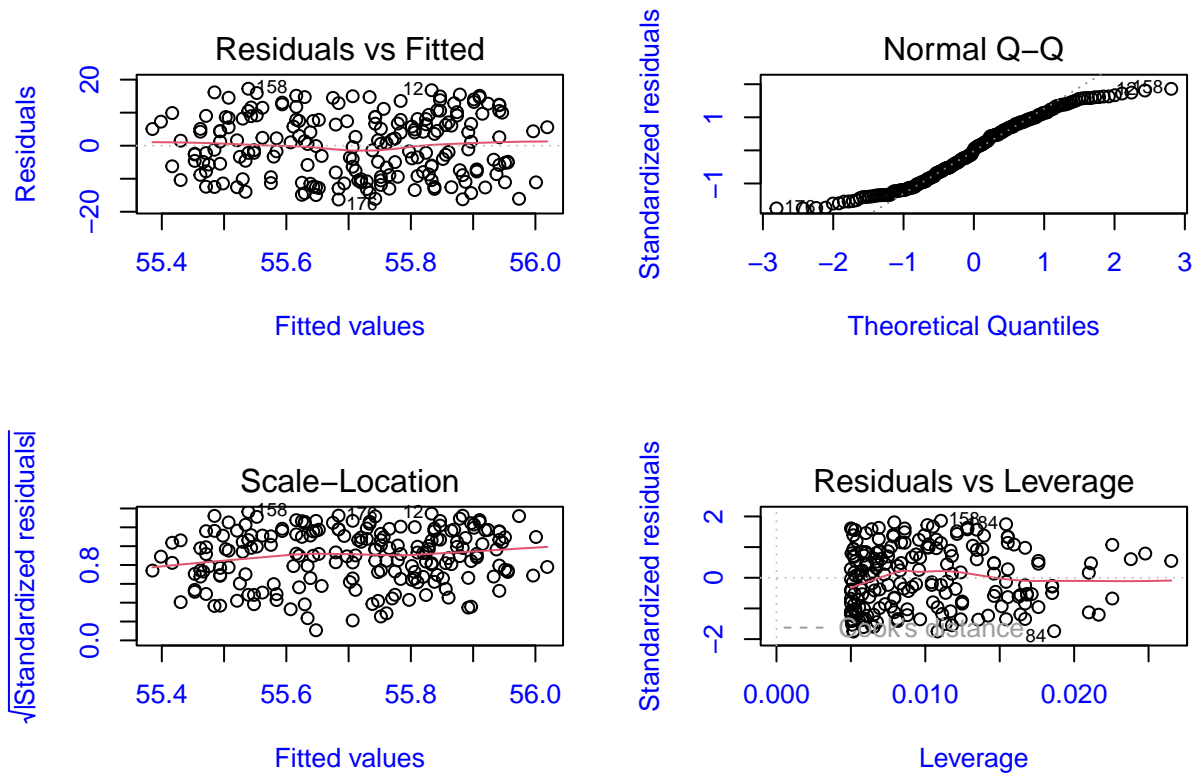 Residuals vs Fitted
Residuals
20
0
−20
158
12
176
55.4 55.6 55.8 56.0
Fitted values
Normal Q−Q
Standardized residuals
1
−1
12 158
176
−3 −2 −1 0 1 2 3
Theoretical Quantiles
Scale−Location
√|Standardized residuals|
0.8
0.0
158
176
12
55.4 55.6 55.8 56.0
Fitted values
Residuals vs Leverage
Standardized residuals
2
0
−2
158
184
Cook's distance
84
0.000 0.010 0.020
Leverage